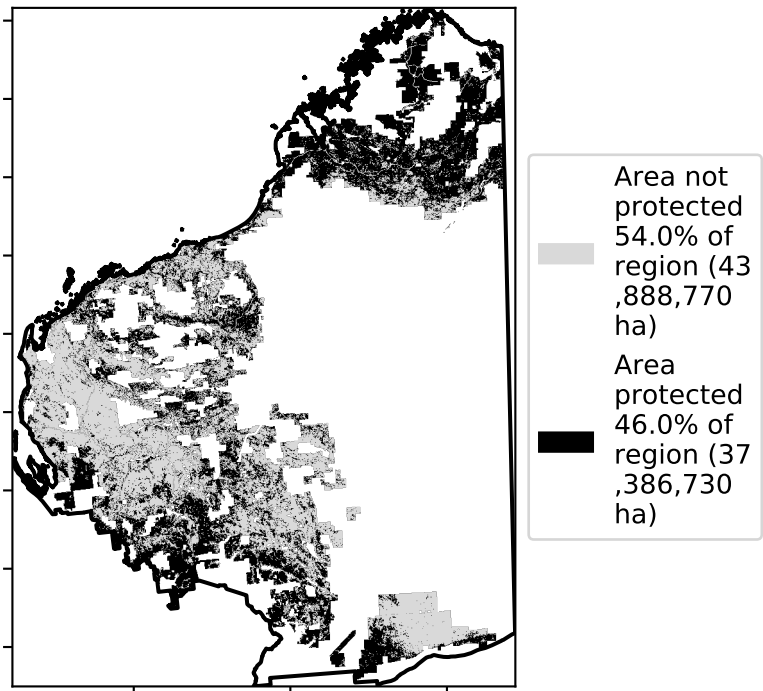 Area not
protected
54.0% of
region (43
,888,770
ha)
Area
protected
46.0% of
region (37
,386,730
ha)